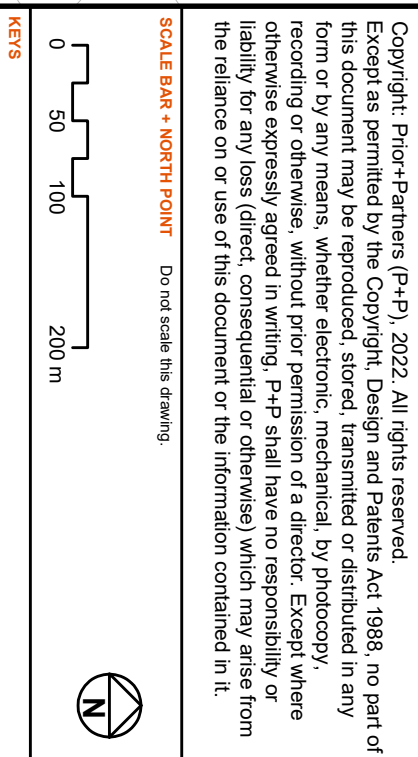 Copyright: Prior+Partners (P+P), 2022. All rights reserved.
Except as permitted by the Copyright, Design and Patents Act 1988, no part of
this document may be reproduced, stored, transmitted or distributed in any
form or by any means, whether electronic, mechanical, by photocopy,
recording or otherwise, without prior permission of a director. Except where
otherwise expressly agreed in writing, P+P shall have no responsibility or
liability for any loss (direct, consequential or otherwise) which may arise from
the reliance on or use of this document or the information contained in it.
SCALE BAR + NORTH POINT Do not scale this drawing.
0 50 100 200 m
N
KEYS